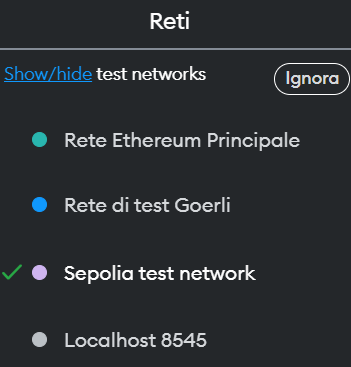 Reti
Show/hide test networks
Ignora
Rete Ethereum Principale
Rete di test Goerli
Sepolia test network
Localhost 8545